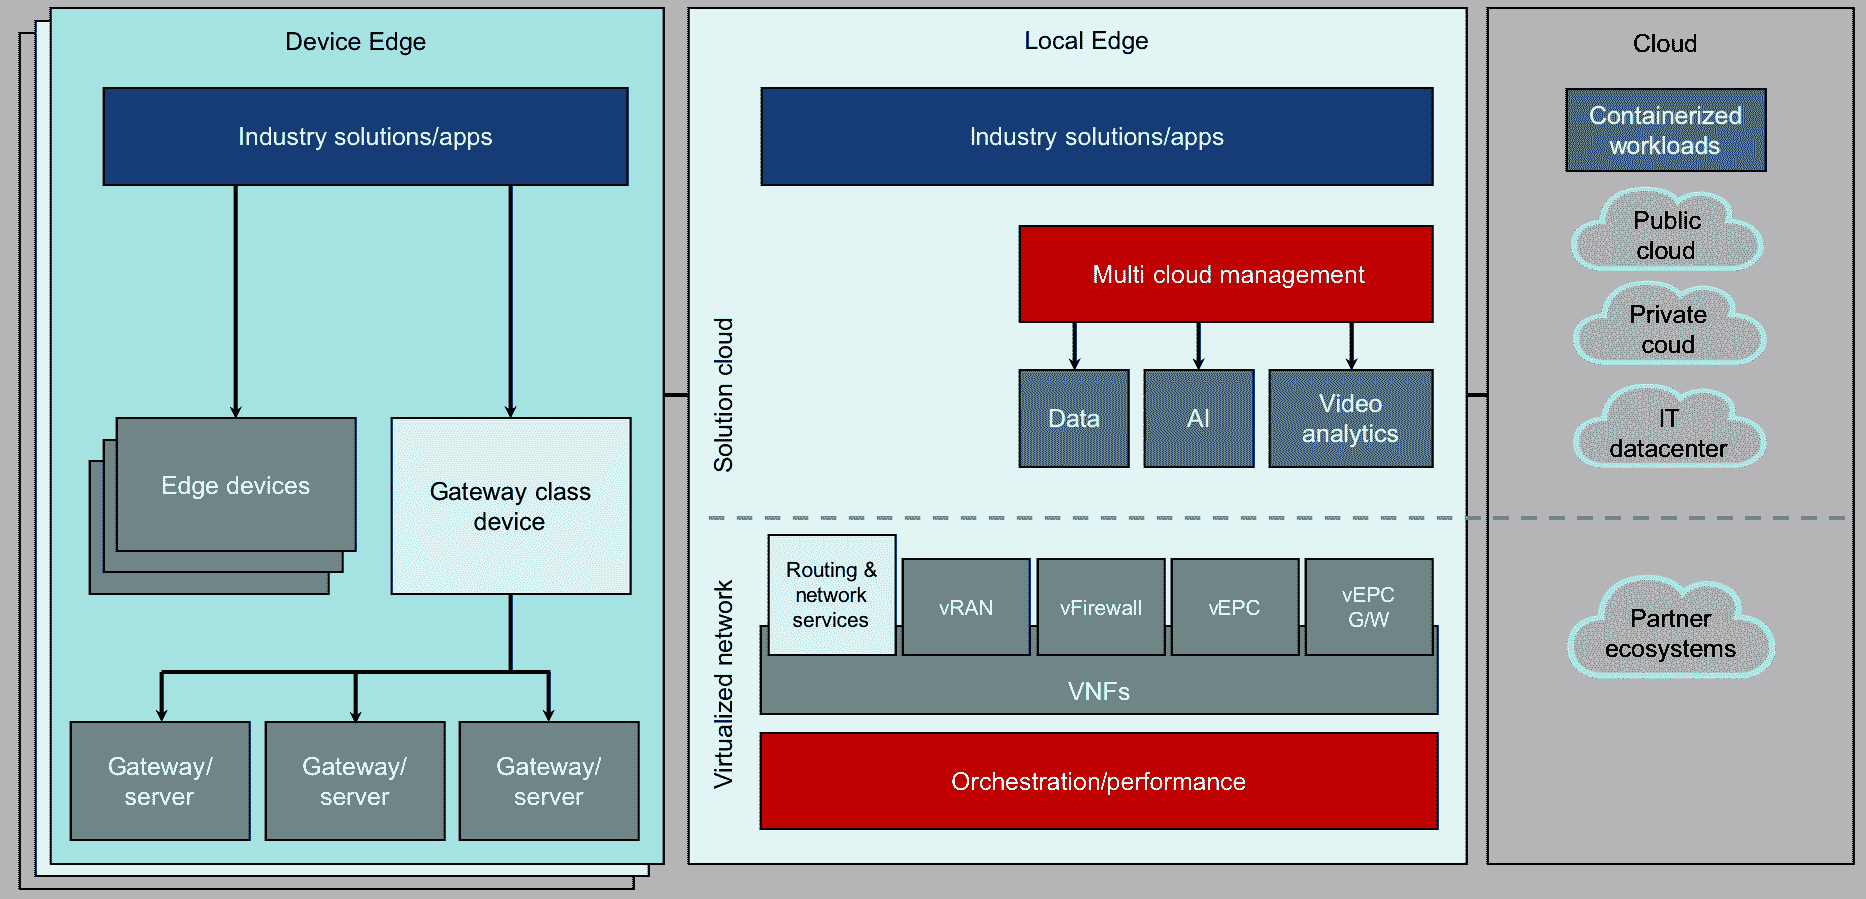 Device Edge
Industry solutions/apps
Edge devices
Gateway class
device
Gateway/
server
Gateway/
server
Gateway/
server
Local Edge
Industry solutions/apps
Solution cloud
Multi cloud management
Data
AI
Video
analytics
Virtualized network
Routing &
network
services
vRAN
vFirewall
vEPC
vEPC
G/W
VNFs
Orchestration/performance
Cloud
Containerized
workloads
Public
cloud
Private
coud
IT
datacenter
Partner
ecosystems